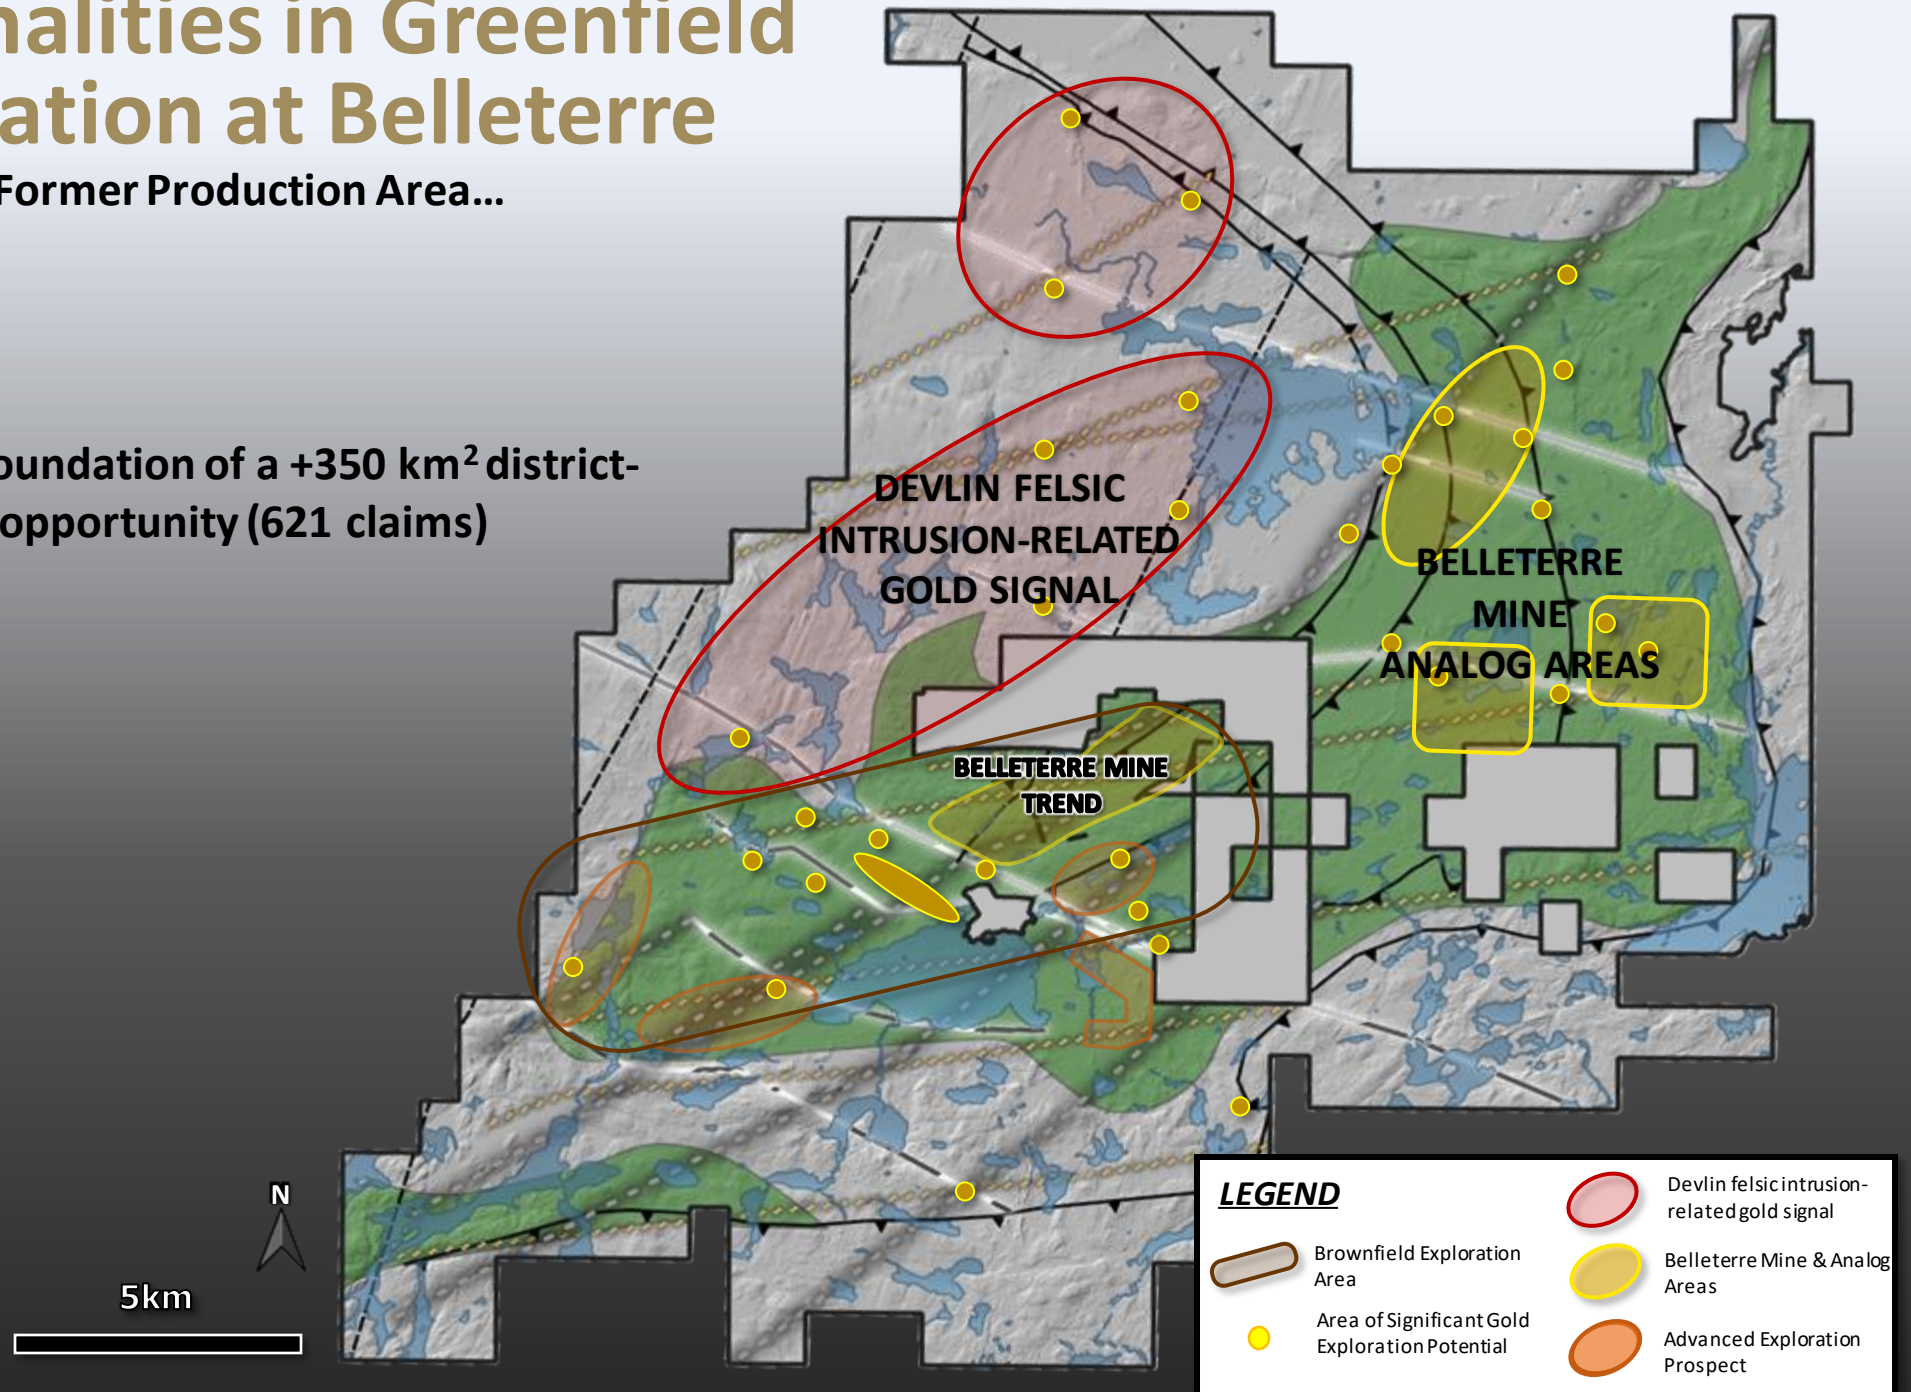 nalities in Greenfield
ation at Belleterre
Former Production Area...
oundation of a +350 km² district-
opportunity (621 claims)
DEVLIN FELSIC
INTRUSION-RELATED
GOLD SIGNAL
BELLETERRE
MINE
ANALOG AREAS
BELLETERRE MINE
TREND
N
5km
LEGEND
Brownfield Exploration
Area
Area of Significant Gold
Exploration Potential
Devlin felsic intrusion-
related gold signal
Belleterre Mine & Analog
Areas
Advanced Exploration
Prospect